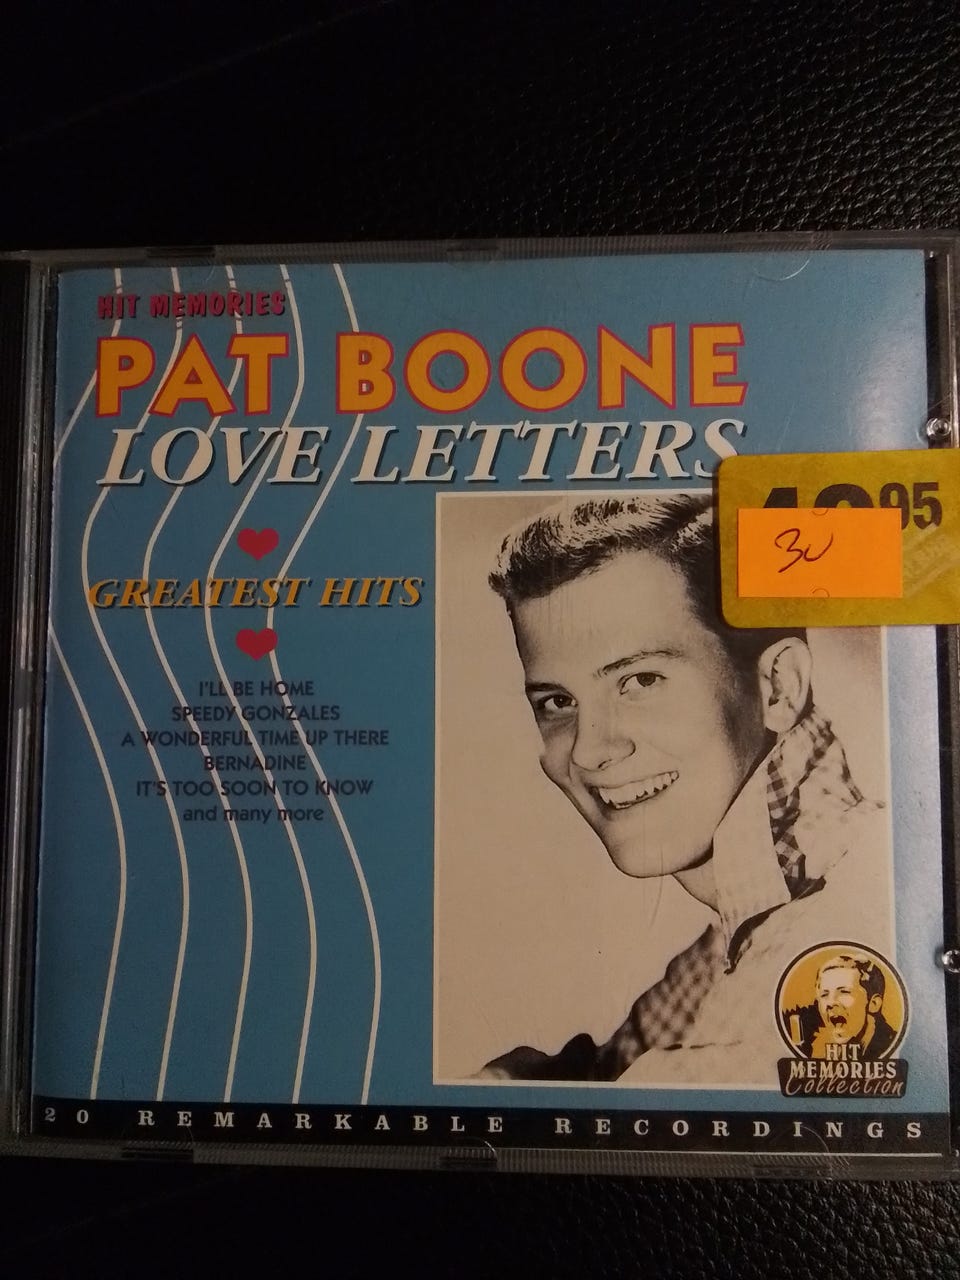 HIT MEMORIES
PAT BOONE
LOVE LETTERS
95
GREATEST HITS
I'LL BE HOME
SPEEDY GONZALES
A WONDERFUL TIME UP THERE
BERNADINE
IT'S TOO SOON TO KNOW
and many more
HIT
MEMORIES
Collection
20 REMARKABLE RECORDINGS